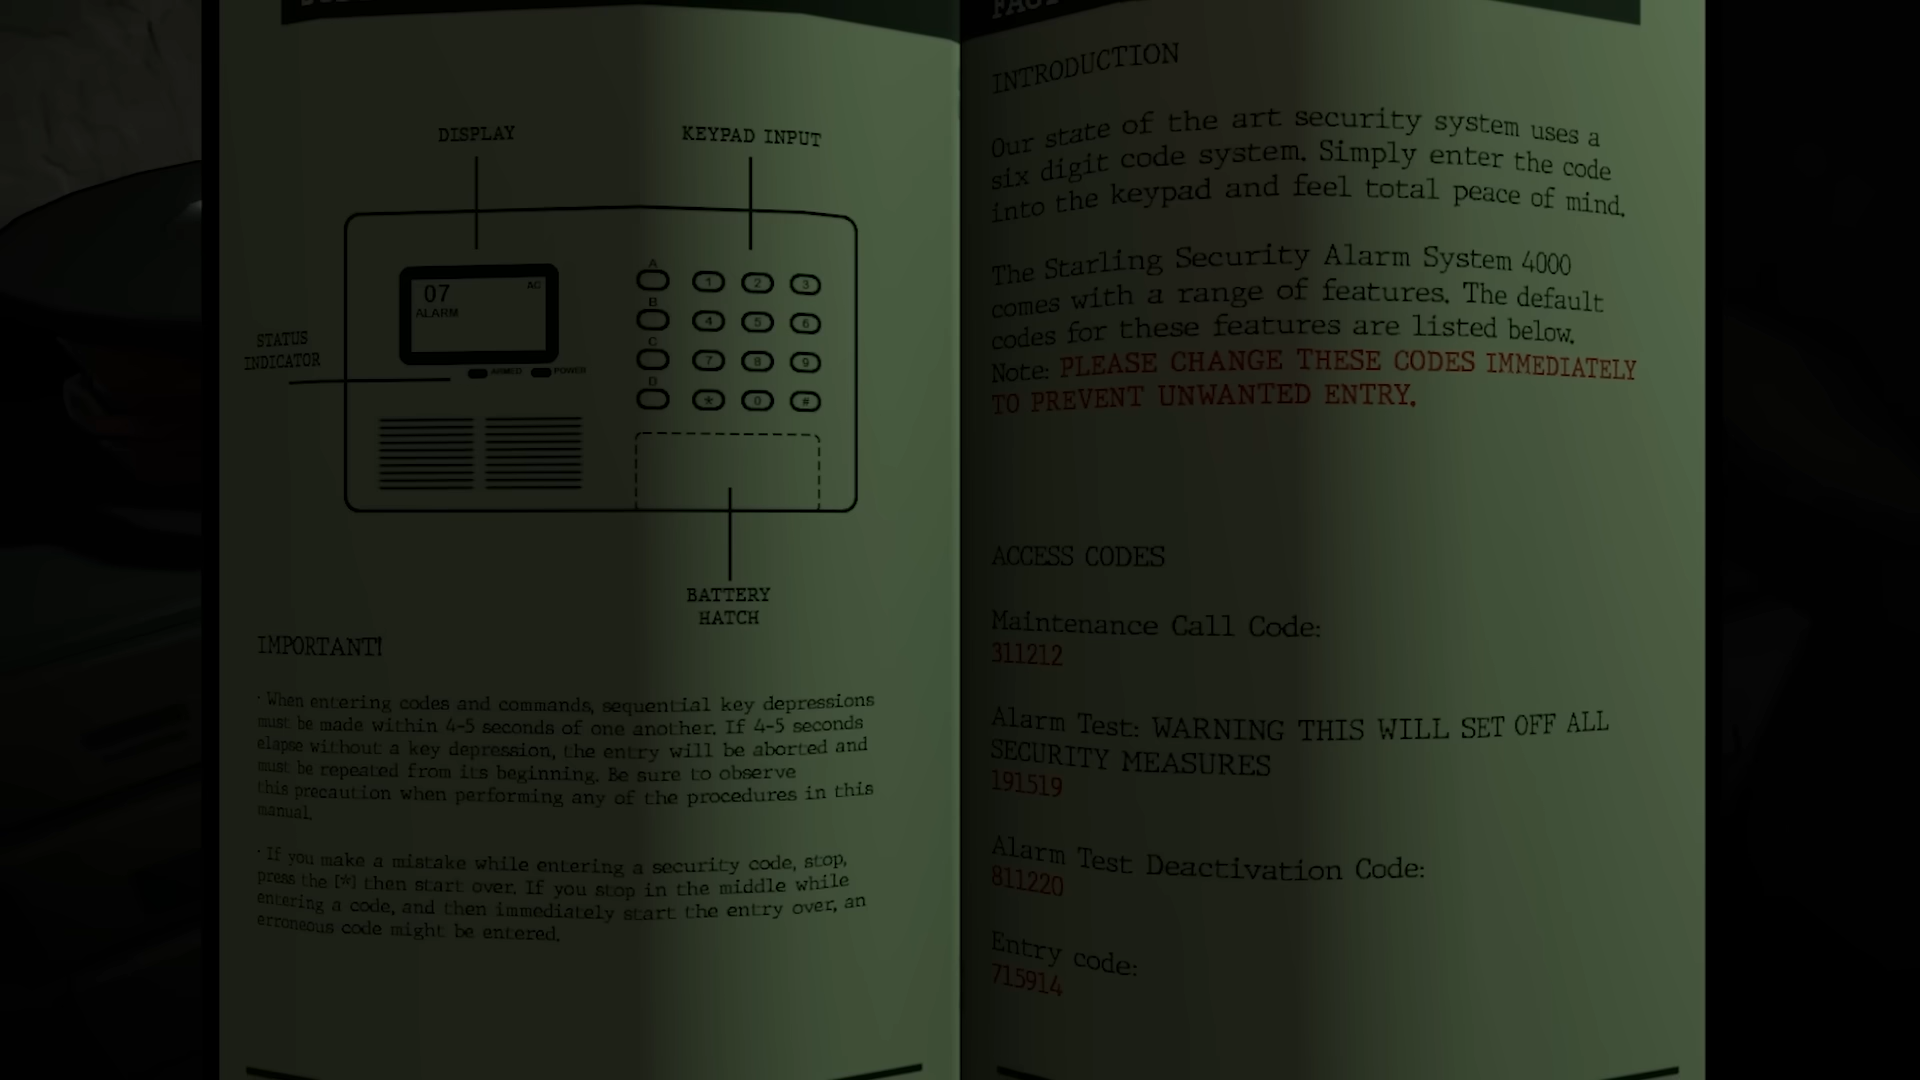 DISPLAY
KEYPAD INPUT
07
AC
ALARM
STATUS
INDICATOR
ARMED
POWER
A
1 2 3
B
4 5 6
C
7 8 9
D
* 0 #
BATTERY
HATCH
IMPORTANT!
· When entering codes and commands, sequential key depressions
must be made within 4-5 seconds of one another. If 4-5 seconds
elapse without a key depression, the entry will be aborted and
must be repeated from its beginning. Be sure to observe
this precaution when performing any of the procedures in this
manual.
· If you make a mistake while entering a security code, stop,
press the [*] then start over. If you stop in the middle while
entering a code, and then immediately start the entry over, an
erroneous code might be entered.
INTRODUCTION
Our state of the art security system uses a
six digit code system. Simply enter the code
into the keypad and feel total peace of mind.
The Starling Security Alarm System 4000
comes with a range of features. The default
codes for these features are listed below.
Note: PLEASE CHANGE THESE CODES IMMEDIATELY
TO PREVENT UNWANTED ENTRY.
ACCESS CODES
Maintenance Call Code:
311212
Alarm Test: WARNING THIS WILL SET OFF ALL
SECURITY MEASURES
191519
Alarm Test Deactivation Code:
811220
Entry code:
715914